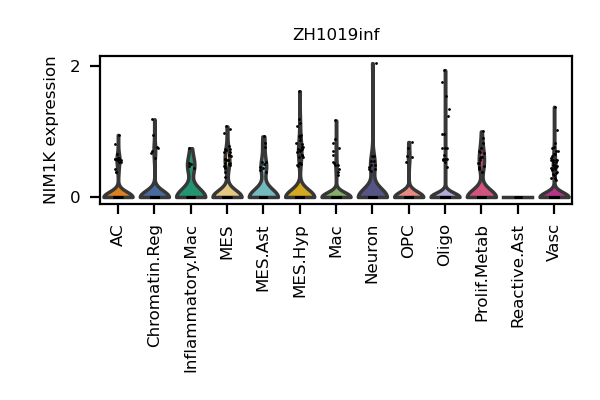 ZH1019inf
NIM1K expression
2
0
AC
Chromatin.Reg
Inflammatory.Mac
MES
MES.Ast
MES.Hyp
Mac
Neuron
OPC
Oligo
Prolif.Metab
Reactive.Ast
Vasc